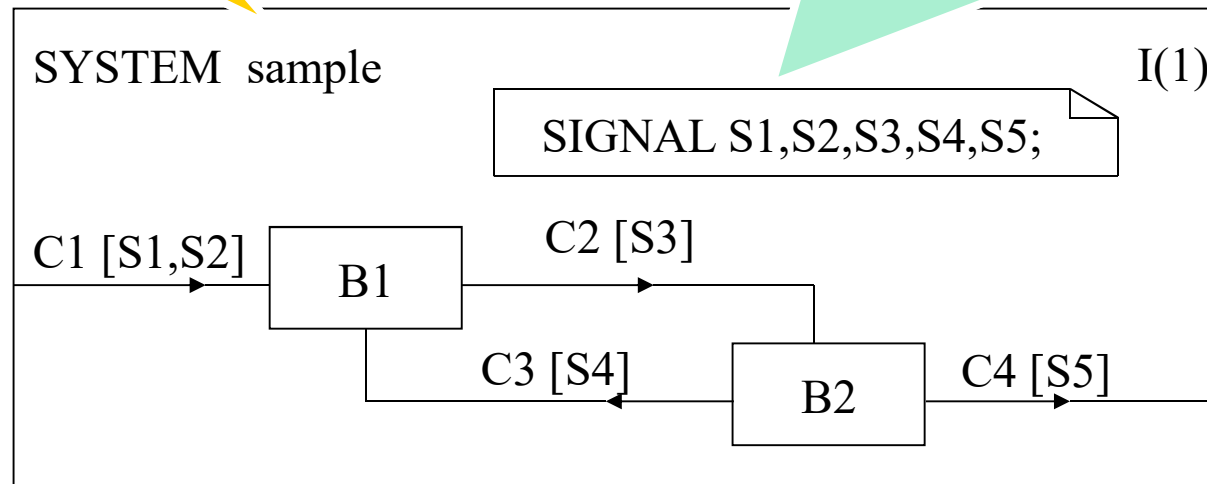 SYSTEM sample
I(1)
SIGNAL S1,S2,S3,S4,S5;
C1 [S1,S2]
B1
C2 [S3]
C3 [S4]
B2
C4 [S5]